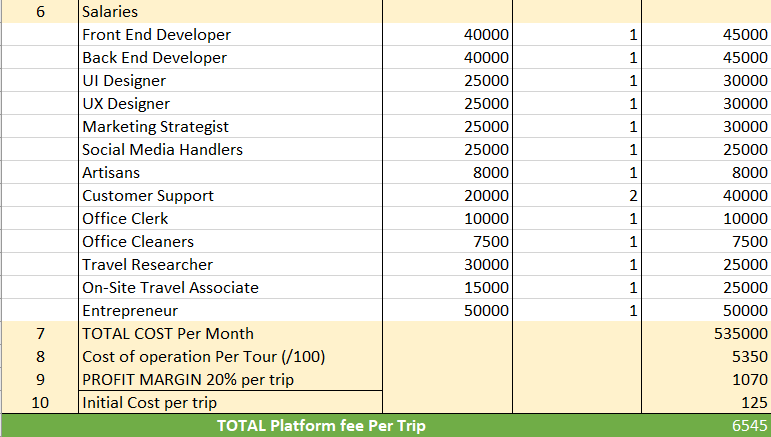 6 Salaries
Front End Developer 40000 1 45000
Back End Developer 40000 1 45000
UI Designer 25000 1 30000
UX Designer 25000 1 30000
Marketing Strategist 25000 1 30000
Social Media Handlers 25000 1 25000
Artisans 8000 1 8000
Customer Support 20000 2 40000
Office Clerk 10000 1 10000
Office Cleaners 7500 1 7500
Travel Researcher 30000 1 25000
On-Site Travel Associate 15000 1 25000
Entrepreneur 50000 1 50000
7 TOTAL COST Per Month 535000
8 Cost of operation Per Tour (/100) 5350
9 PROFIT MARGIN 20% per trip 1070
10 Initial Cost per trip 125
TOTAL Platform fee Per Trip 6545